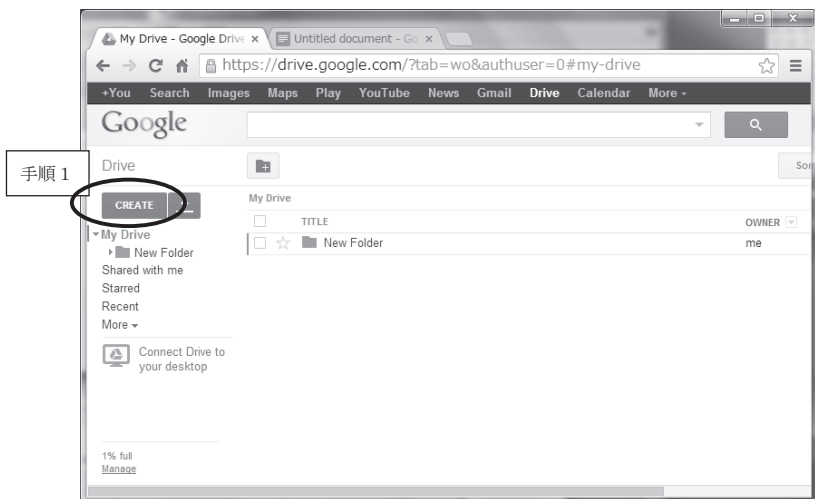 My Drive - Google Drive
Untitled document - Go
https://drive.google.com/?tab=wo&authuser=0#my-drive
+You Search Images Maps Play YouTube News Gmail Drive Calendar More
Google
手順 1
Drive
Sor
CREATE
My Drive
TITLE
OWNER
My Drive
New Folder
me
New Folder
Shared with me
Starred
Recent
More
Connect Drive to
your desktop
1% full
Manage